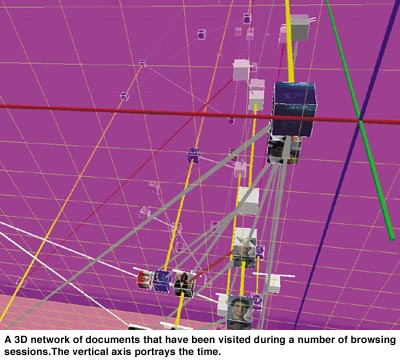 A 3D network of documents that have been visited during a number of browsing
sessions.The vertical axis portrays the time.